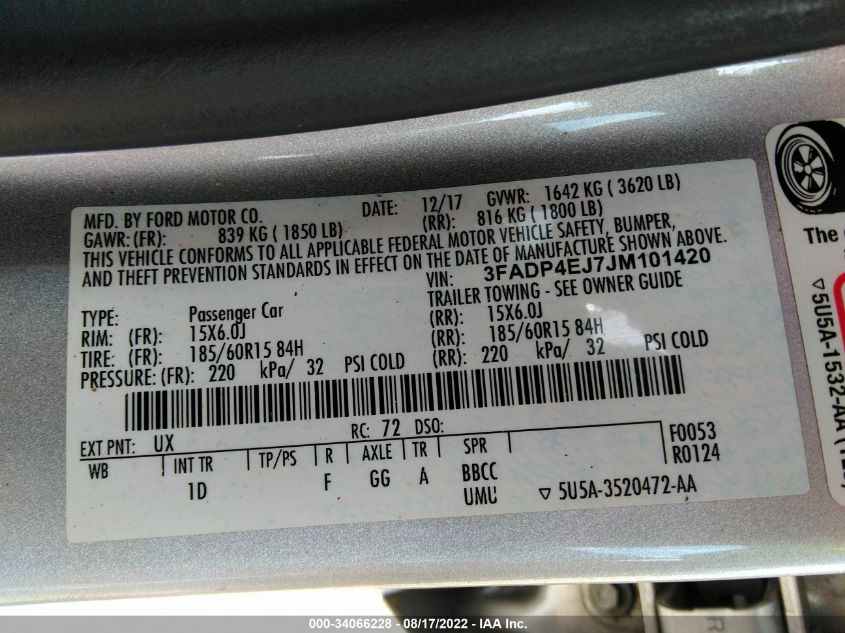 MFD. BY FORD MOTOR CO. DATE: 12/17 GVWR: 1642 KG ( 3620 LB)
GAWR: (FR): 839 KG ( 1850 LB) (RR): 816 KG ( 1800 LB)
THIS VEHICLE CONFORMS TO ALL APPLICABLE FEDERAL MOTOR VEHICLE SAFETY, BUMPER,
AND THEFT PREVENTION STANDARDS IN EFFECT ON THE DATE OF MANUFACTURE SHOWN ABOVE.
VIN: 3FADP4EJ7JM101420
TRAILER TOWING - SEE OWNER GUIDE
TYPE: Passenger Car
RIM: (FR): 15X6.0J (RR): 15X6.0J
TIRE: (FR): 185/60R15 84H (RR): 185/60R15 84H
PRESSURE: (FR): 220 kPa/ 32 PSI COLD (RR): 220 kPa/ 32 PSI COLD
EXT PNT: UX RC: 72 DSO: F0053
WB INT TR TP/PS R AXLE TR SPR R0124
1D F GG A BBCC
UMU ▽ 5U5A-3520472-AA
The
▽ 5U5A-1532-AA
R
000-34066228 - 08/17/2022 - IAA Inc.